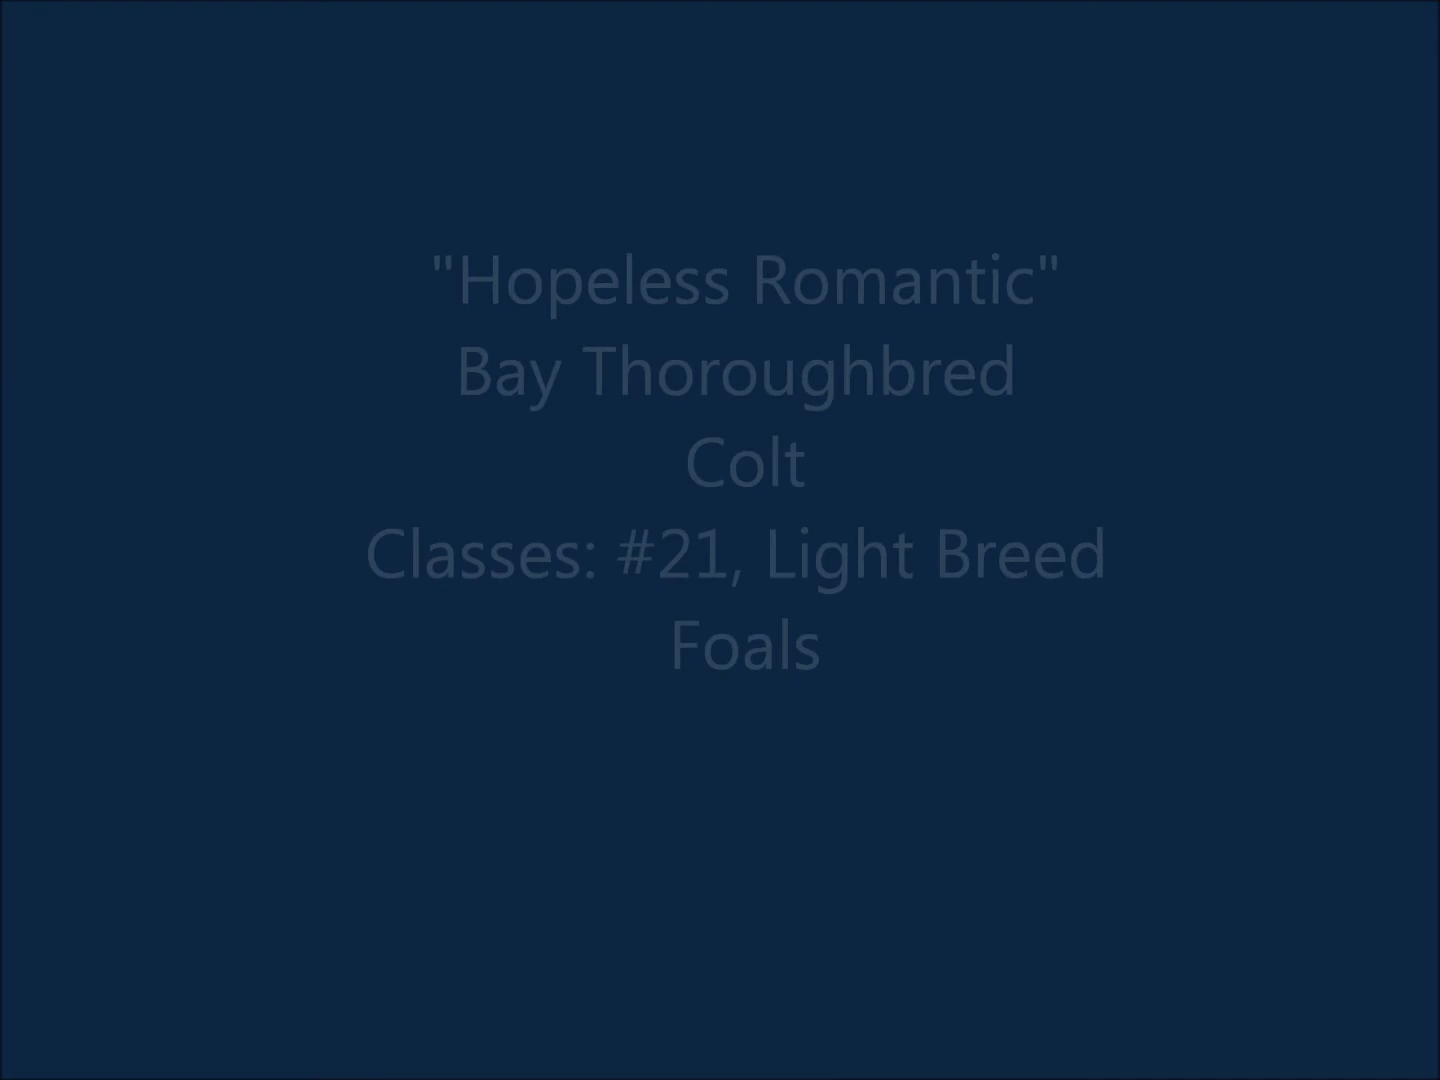 "Hopeless Romantic"
Bay Thoroughbred
Colt
Classes: #21, Light Breed
Foals